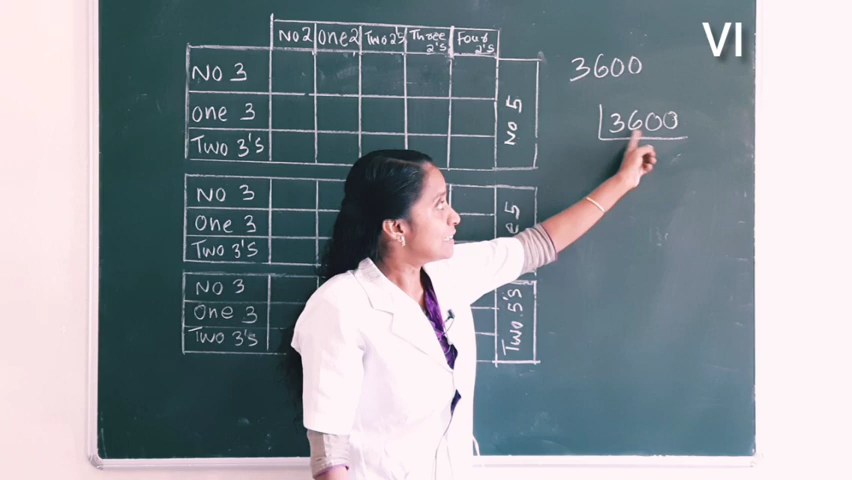 VI
No 2 One 2 Two 2's Three 2's Four 2's
No 3
One 3
Two 3's
No 5
3600
3600
No 3
One 3
Two 3's
No 3
One 3
Two 3's
Two 5's